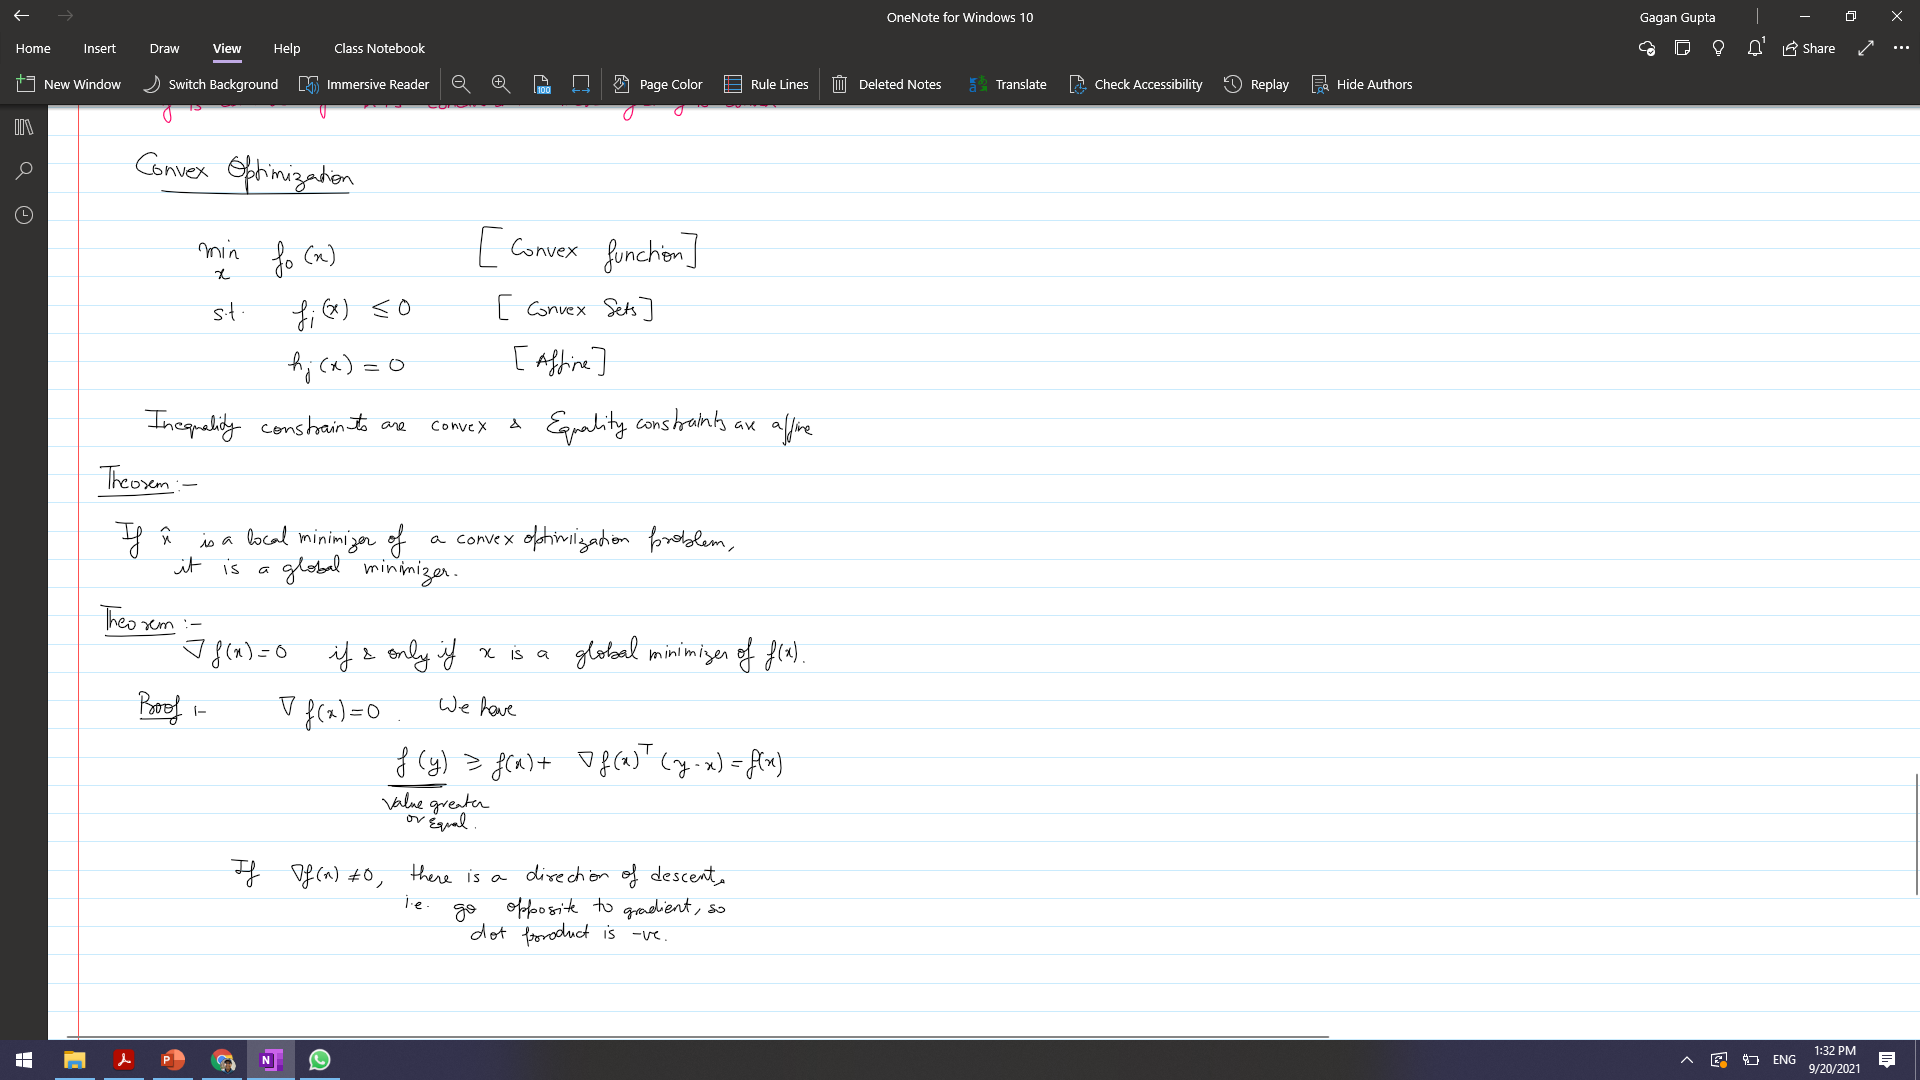 OneNote for Windows 10
Gagan Gupta
Home Insert Draw View Help Class Notebook
1 Share
New Window Switch Background Immersive Reader 100 Page Color Rule Lines Deleted Notes Translate Check Accessibility Replay Hide Authors
Convex Optimization
min f₀(x) [Convex function]
x
s.t. fᵢ(x) ≤ 0 [Convex Sets]
hⱼ(x) = 0 [Affine]
Inequality constraints are convex & Equality constraints are affine
Theorem :-
If x̂ is a local minimizer of a convex optimization problem,
it is a global minimizer.
Theorem :-
∇f(x)=0 if & only if x is a global minimizer of f(x).
Proof :- ∇f(x)=0. We have
f(y) ≥ f(x)+ ∇f(x)ᵀ(y-x) = f(x)
Value greater
or Equal.
If ∇f(x)≠0, there is a direction of descent,
i.e. go opposite to gradient, so
dot product is -ve.
ENG
1:32 PM
9/20/2021